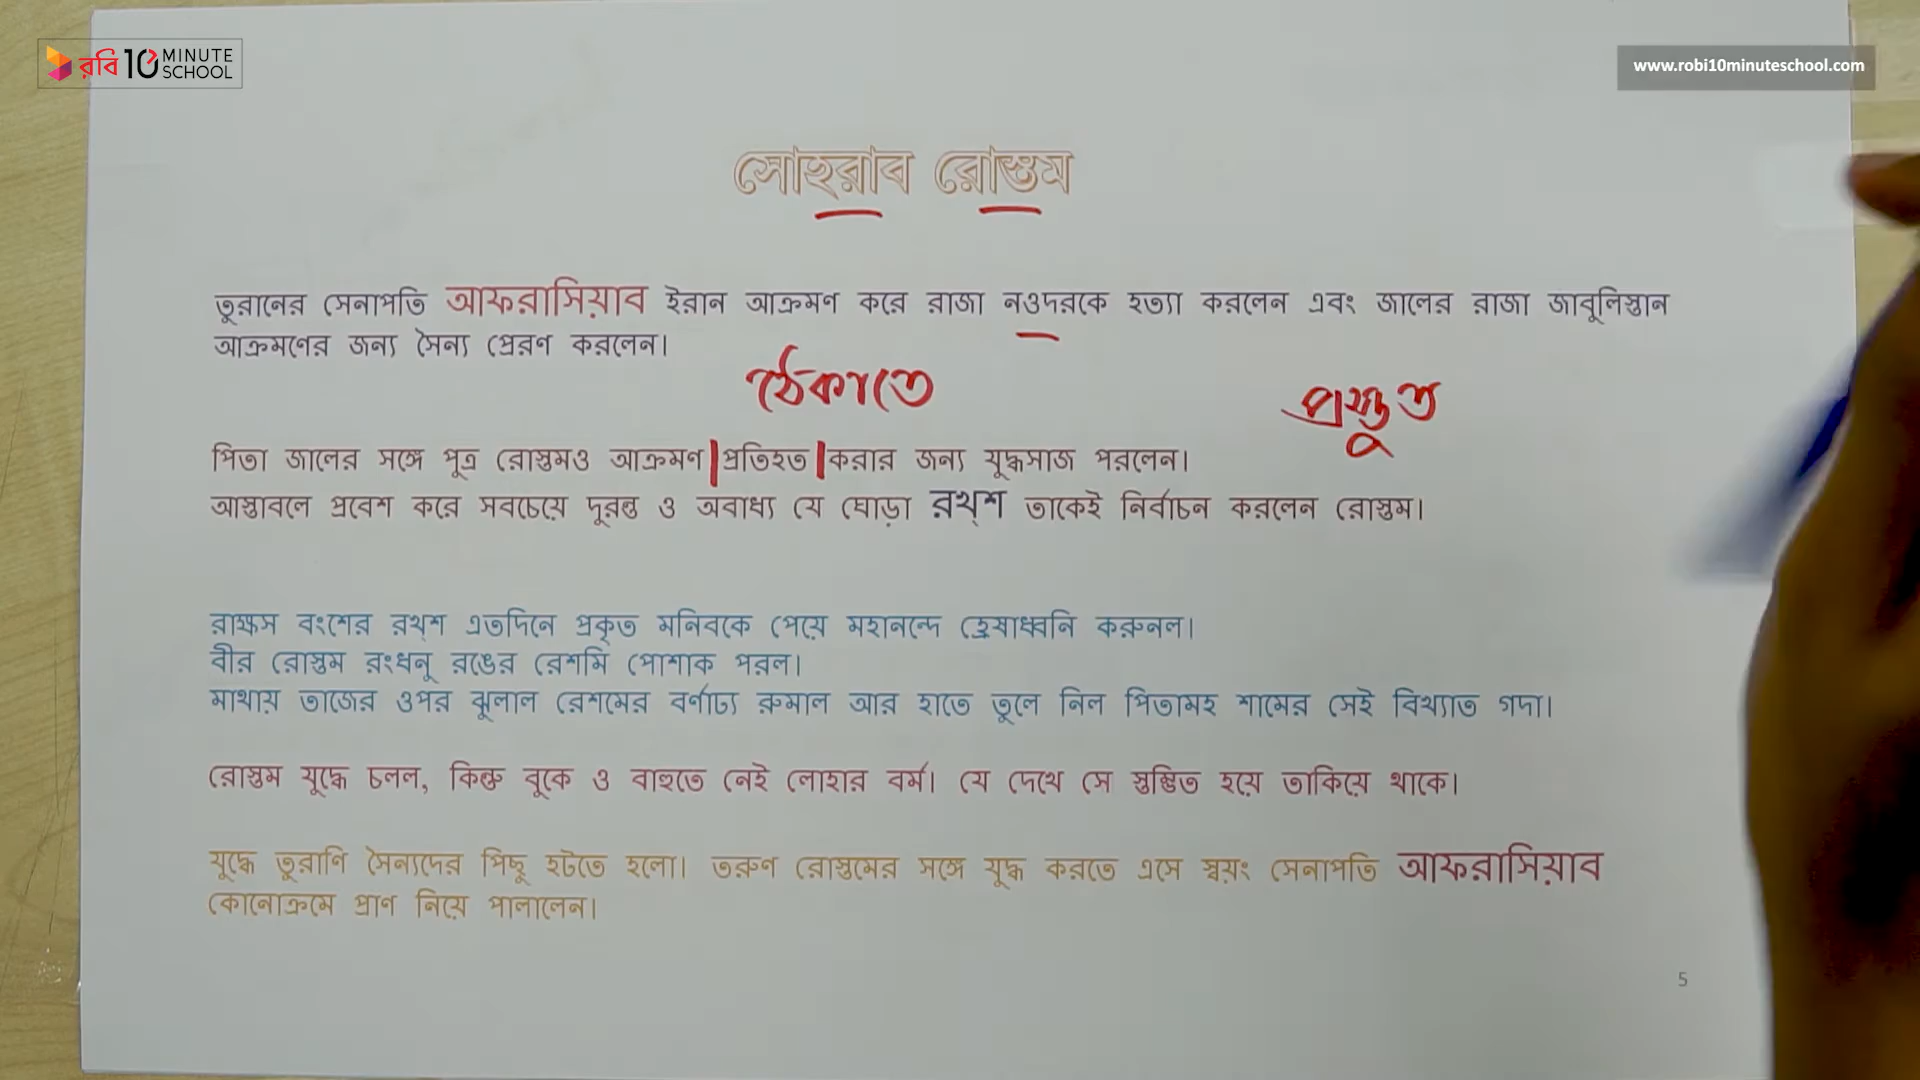 রবি 10 MINUTE SCHOOL
www.robi10minuteschool.com
সোহরাব রোস্তম
তুরানের সেনাপতি আফরাসিয়াব ইরান আক্রমণ করে রাজা নওদরকে হত্যা করলেন এবং জালের রাজা জাবুলিস্তান
আক্রমণের জন্য সৈন্য প্রেরণ করলেন।
ঠেকাতে
প্রস্তুত
পিতা জালের সঙ্গে পুত্র রোস্তমও আক্রমণ প্রতিহত করার জন্য যুদ্ধসাজ পরলেন।
আস্তাবলে প্রবেশ করে সবচেয়ে দুরন্ত ও অবাধ্য যে ঘোড়া রখ্শ তাকেই নির্বাচন করলেন রোস্তম।
রাক্ষস বংশের রখ্শ এতদিনে প্রকৃত মনিবকে পেয়ে মহানন্দে হ্রেষাধ্বনি করুনল।
বীর রোস্তম রংধনু রঙের রেশমি পোশাক পরল।
মাথায় তাজের ওপর ঝুলাল রেশমের বর্ণাঢ্য রুমাল আর হাতে তুলে নিল পিতামহ শামের সেই বিখ্যাত গদা।
রোস্তম যুদ্ধে চলল, কিন্তু বুকে ও বাহুতে নেই লোহার বর্ম। যে দেখে সে স্তম্ভিত হয়ে তাকিয়ে থাকে।
যুদ্ধে তুরাণি সৈন্যদের পিছু হটতে হলো। তরুণ রোস্তমের সঙ্গে যুদ্ধ করতে এসে স্বয়ং সেনাপতি আফরাসিয়াব
কোনোক্রমে প্রাণ নিয়ে পালালেন।
5